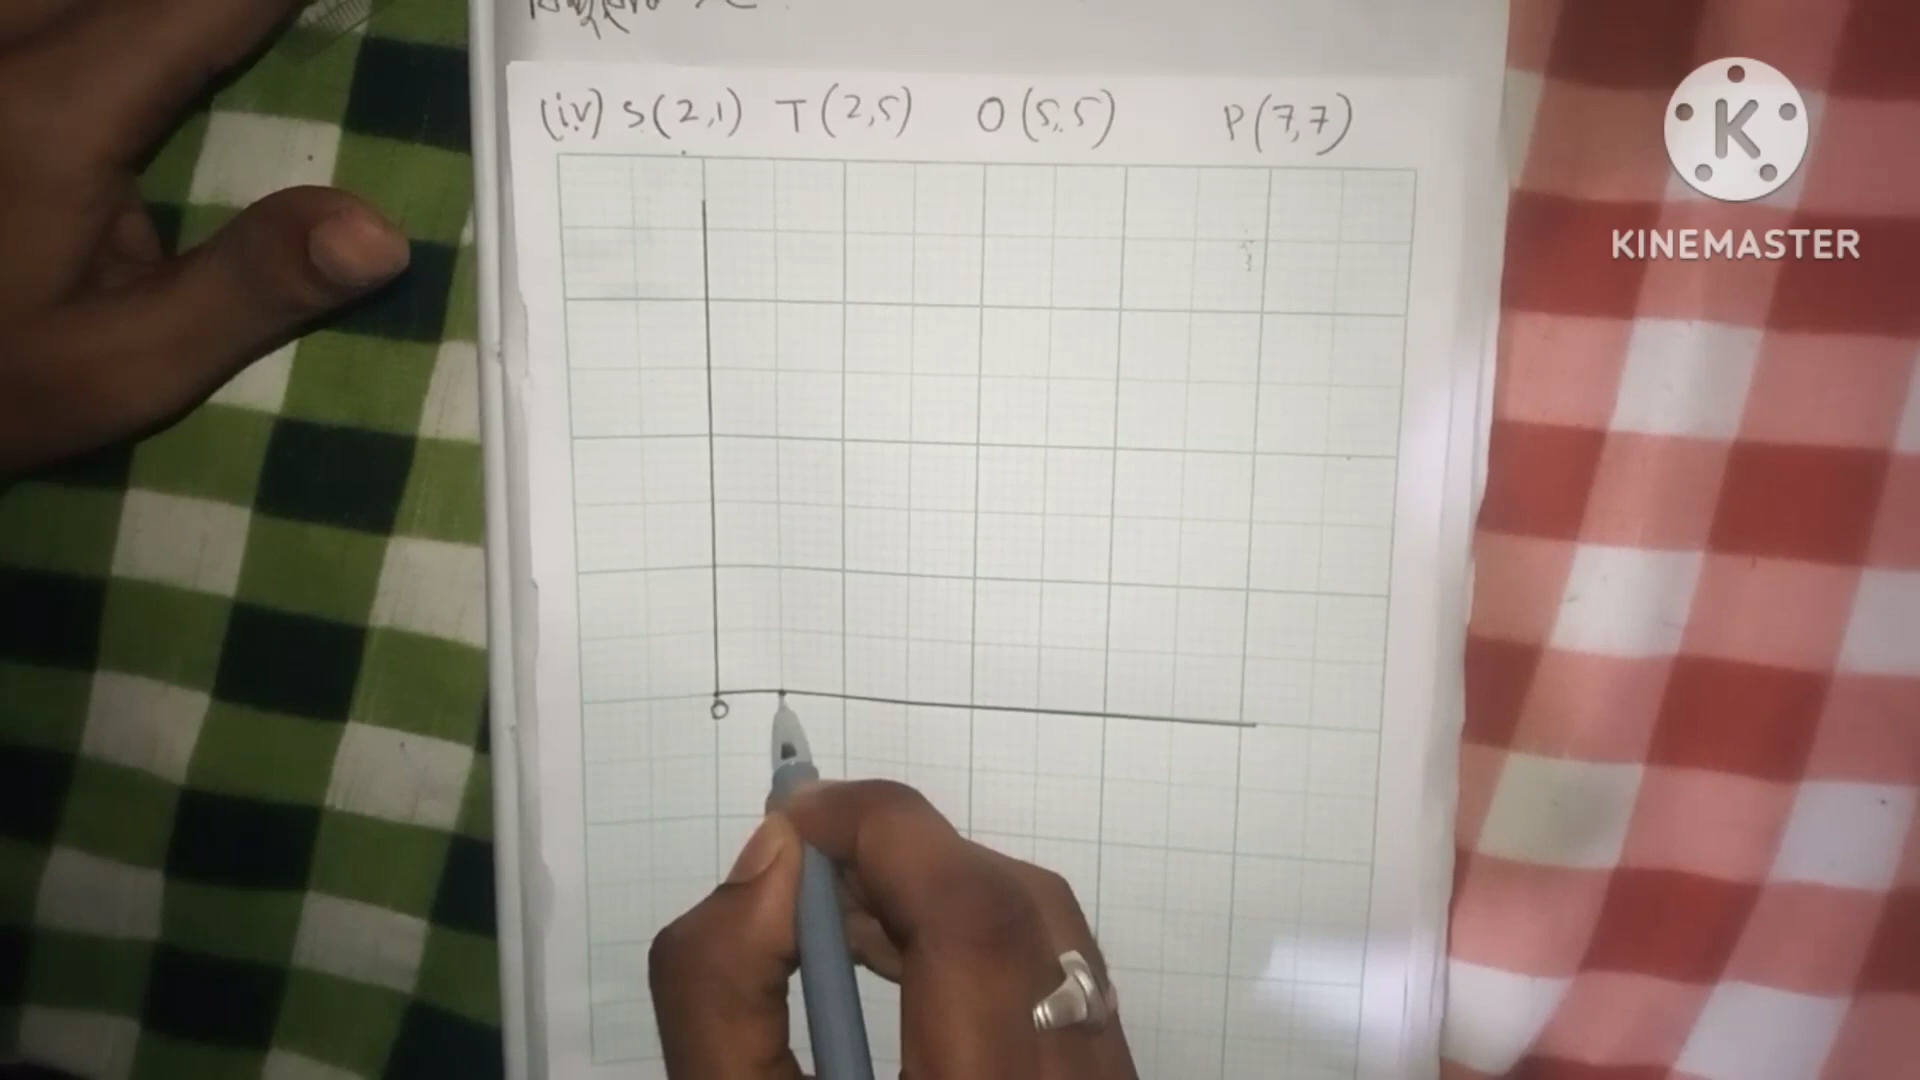 (iv) S(2,1) T(2,5) O(5,5) P(7,7)
K
KINEMASTER
O